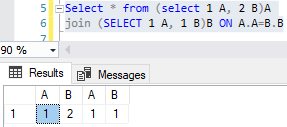 5 Select * from (select 1 A, 2 B)A
6 join (SELECT 1 A, 1 B)B ON A.A=B.B
90 %
Results Messages
A B A B
1 1 2 1 1